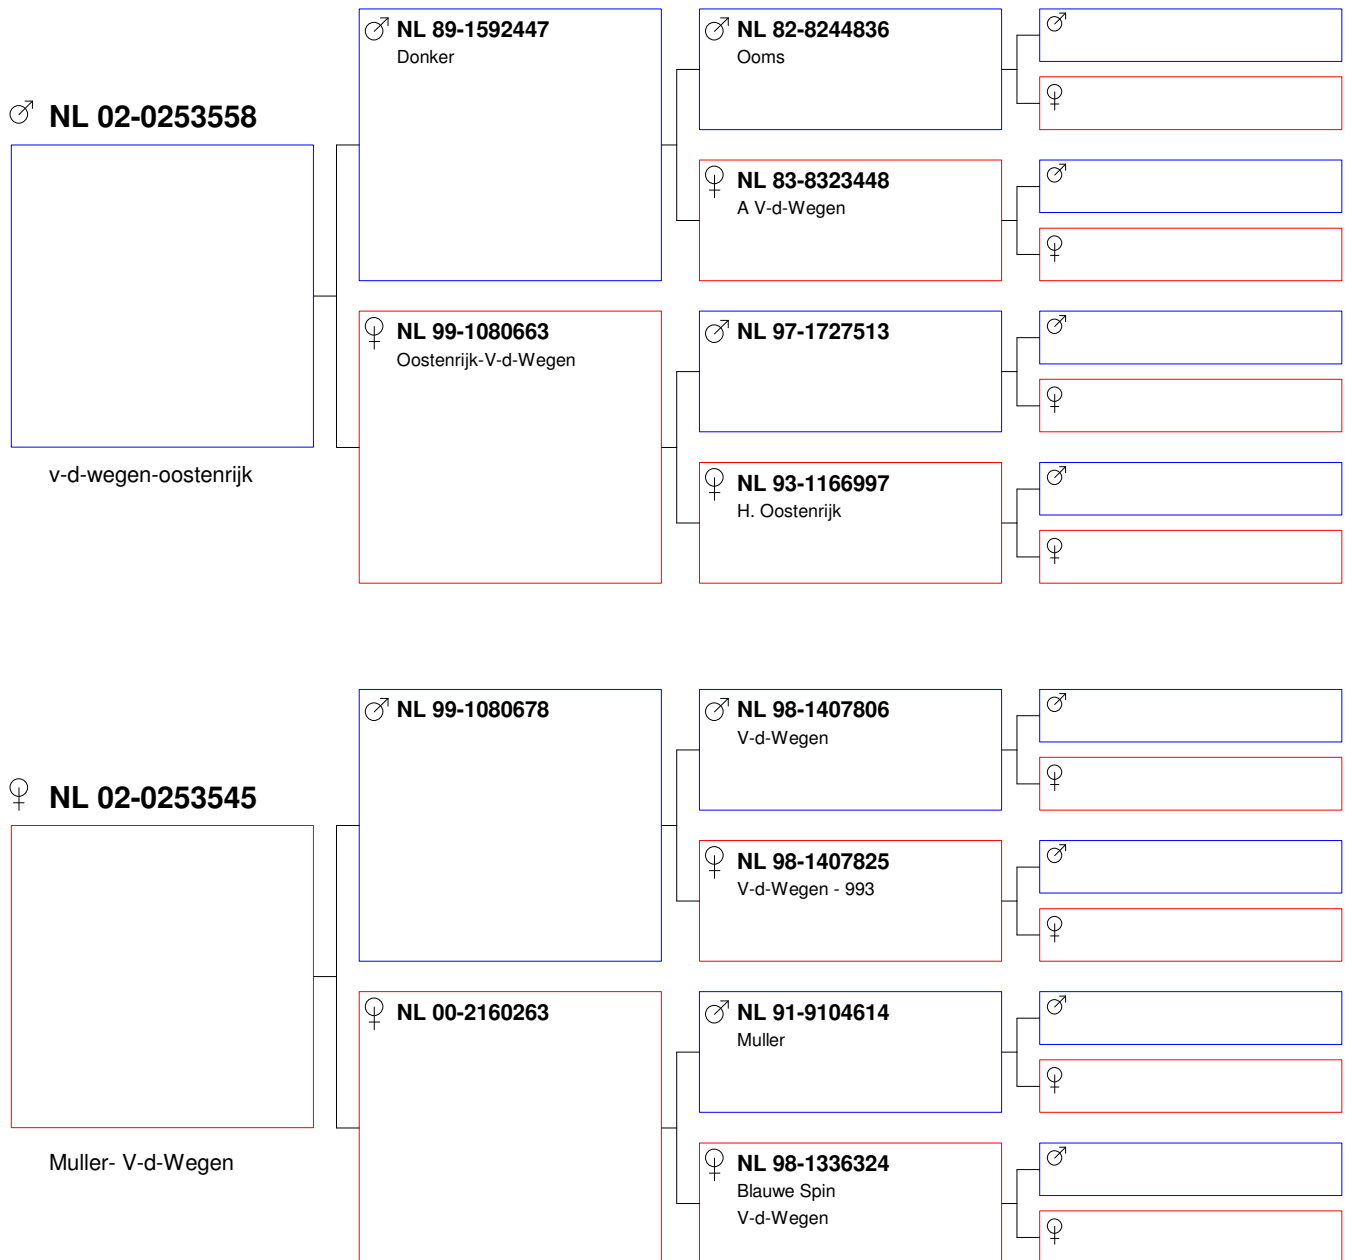 NL 02-0253558
v-d-wegen-oostenrijk
NL 89-1592447
Donker
NL 99-1080663
Oostenrijk-V-d-Wegen
NL 82-8244836
Ooms
NL 83-8323448
A V-d-Wegen
NL 97-1727513
NL 93-1166997
H. Oostenrijk
NL 02-0253545
Muller- V-d-Wegen
NL 99-1080678
NL 00-2160263
NL 98-1407806
V-d-Wegen
NL 98-1407825
V-d-Wegen - 993
NL 91-9104614
Muller
NL 98-1336324
Blauwe Spin
V-d-Wegen